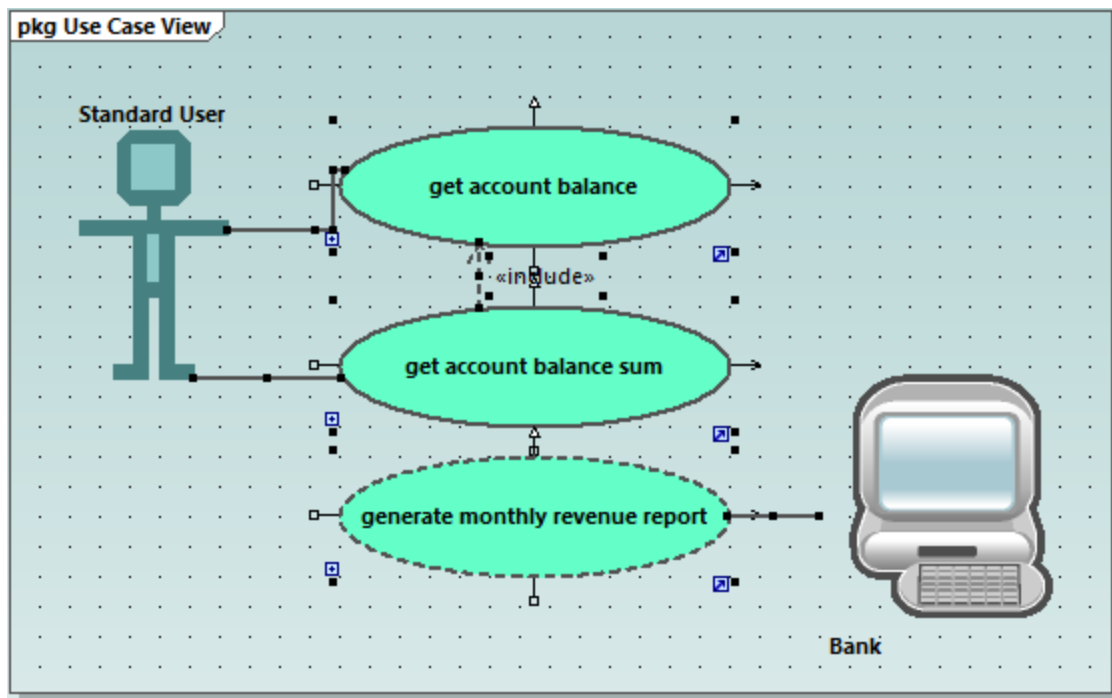 pkg Use Case View
Standard User
get account balance
«include»
get account balance sum
generate monthly revenue report
Bank